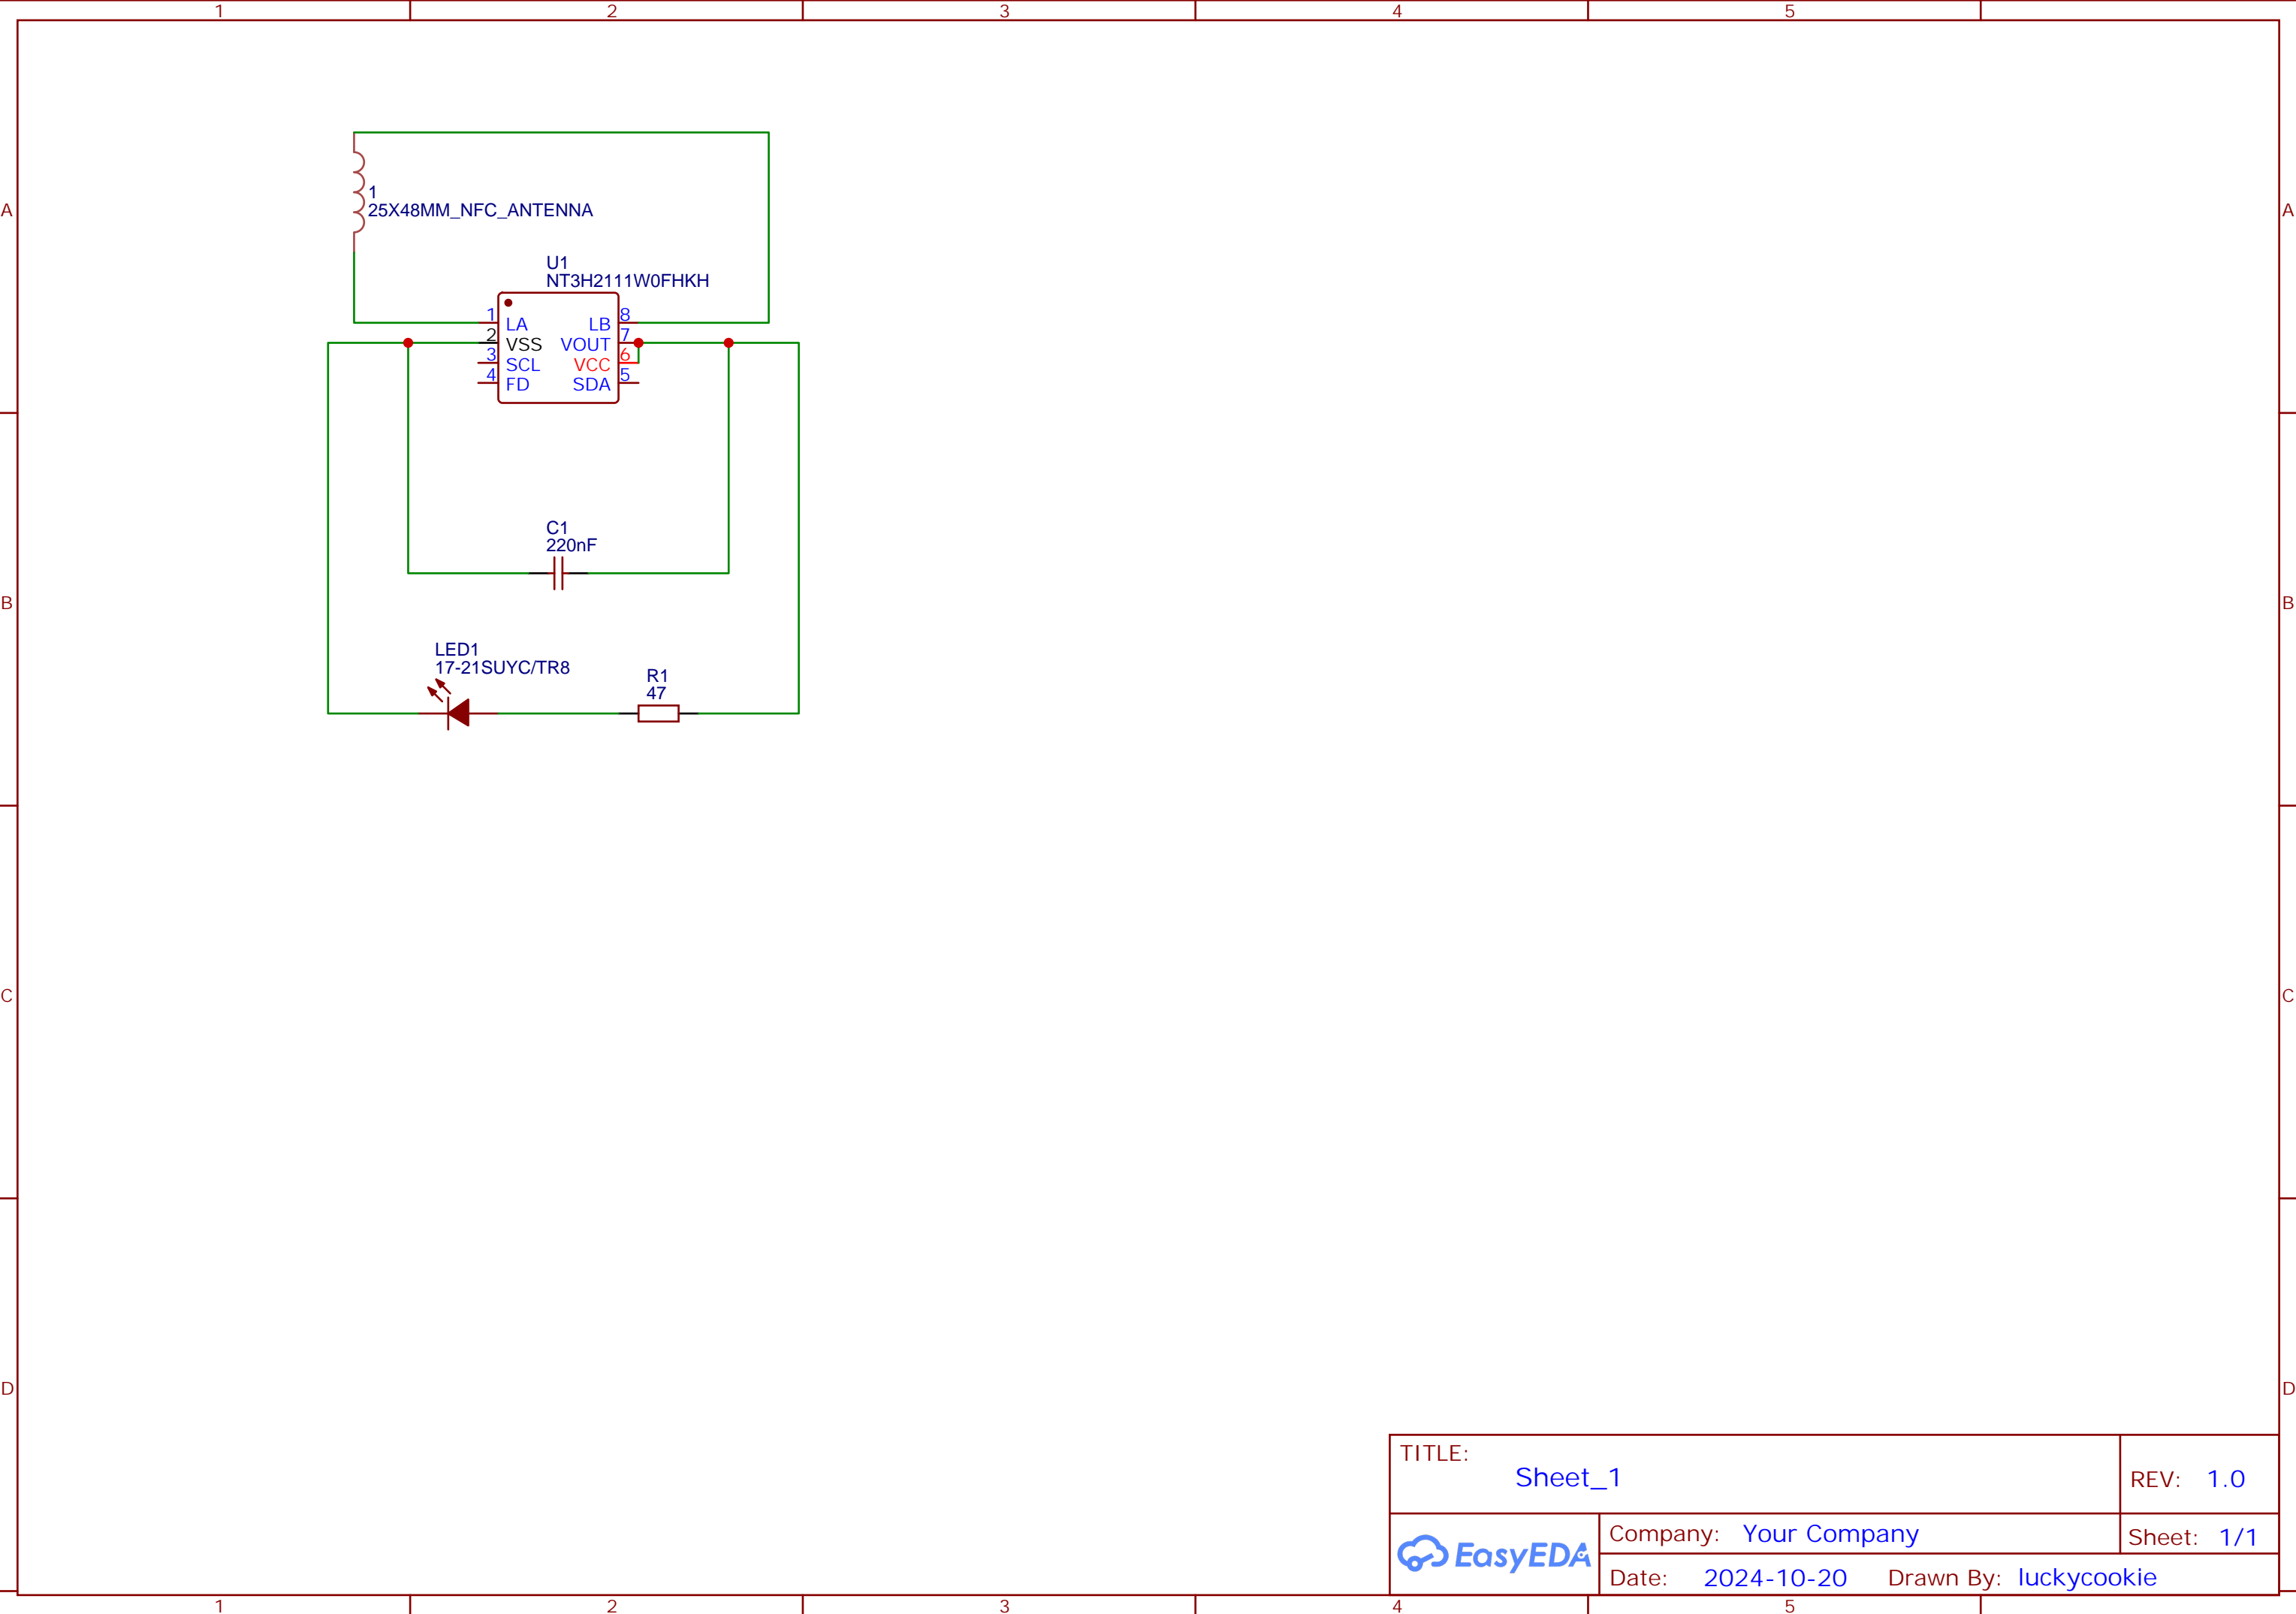 1 2 3 4 5
A A
1
25X48MM_NFC_ANTENNA
U1
NT3H2111W0FHKH
1 LA LB 8
2 VSS VOUT 7
3 SCL VCC 6
4 FD SDA 5
C1
220nF
B B
LED1
17-21SUYC/TR8
R1
47
C C
D D
TITLE:
Sheet_1
REV: 1.0
EasyEDA
Company: Your Company
Sheet: 1/1
Date: 2024-10-20 Drawn By: luckycookie
1 2 3 4 5